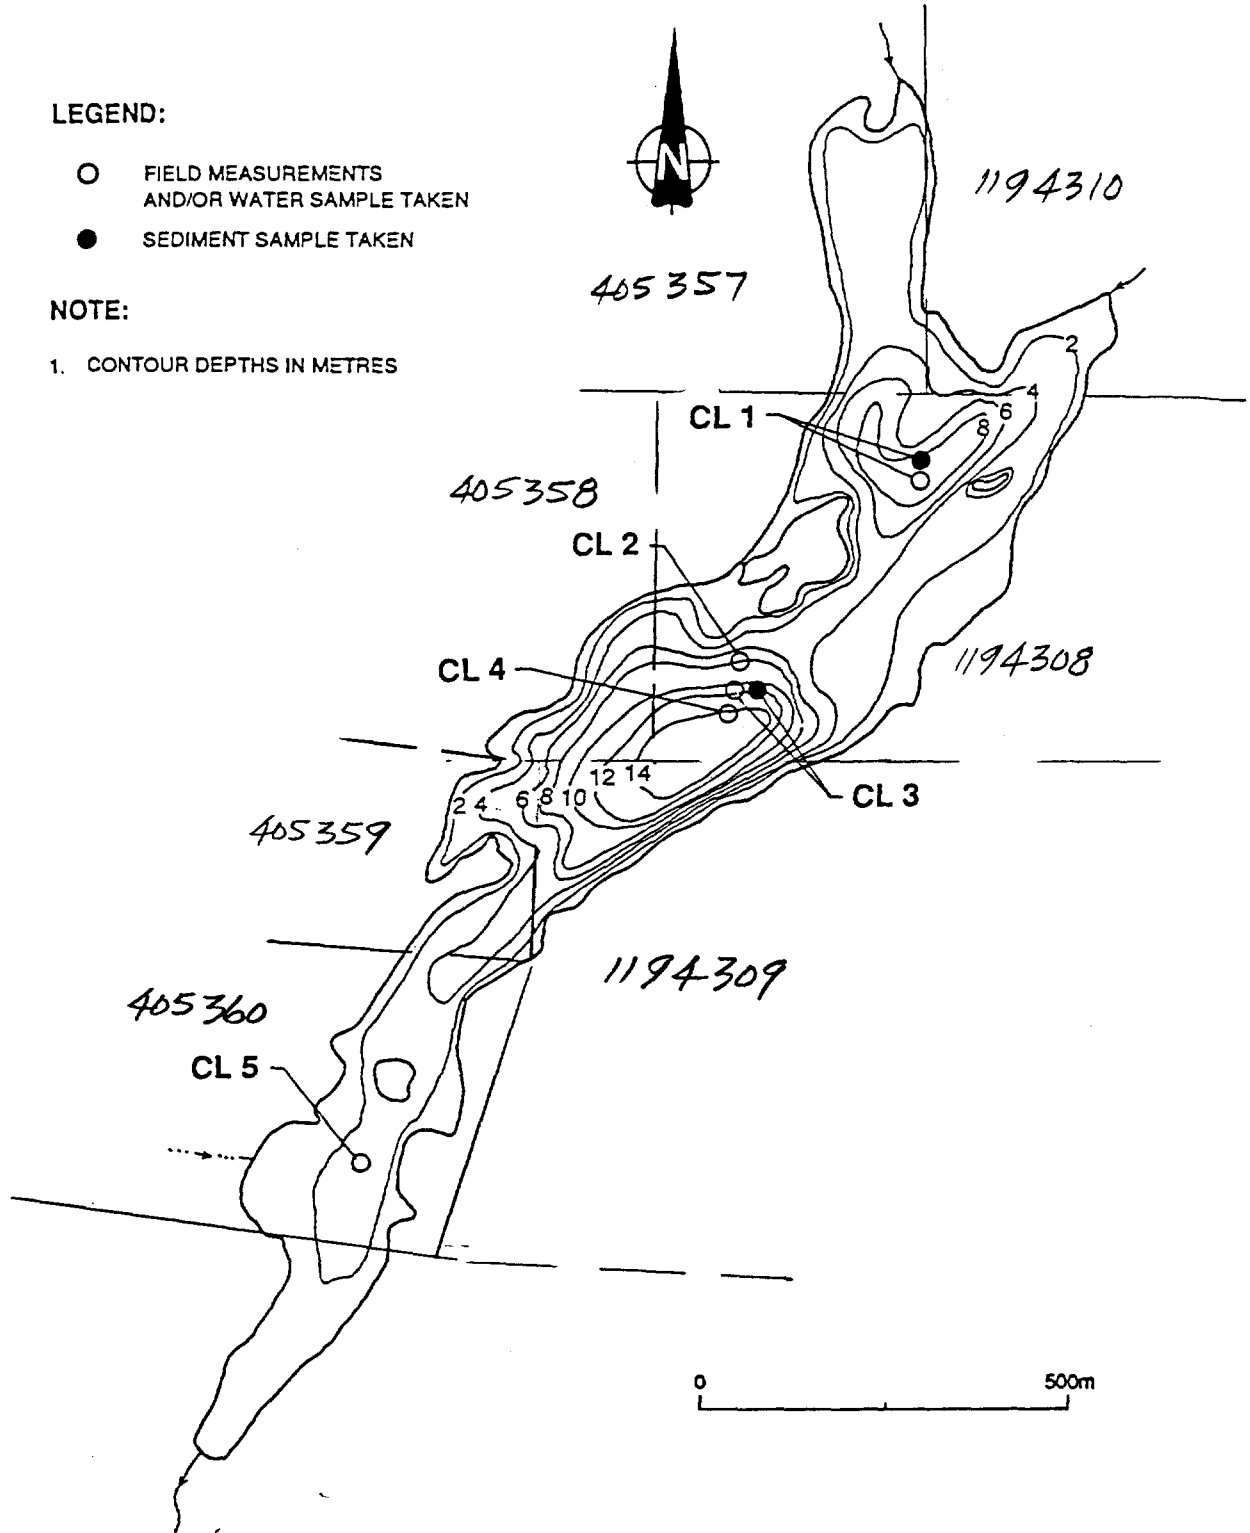 LEGEND:
FIELD MEASUREMENTS
AND/OR WATER SAMPLE TAKEN
SEDIMENT SAMPLE TAKEN
NOTE:
1. CONTOUR DEPTHS IN METRES
N
1194310
405357
2
4
CL 1
6
8
405358
CL 2
1194308
CL 4
12 14
2 4 6 8 10
CL 3
405359
1194309
405360
CL 5
0 500m